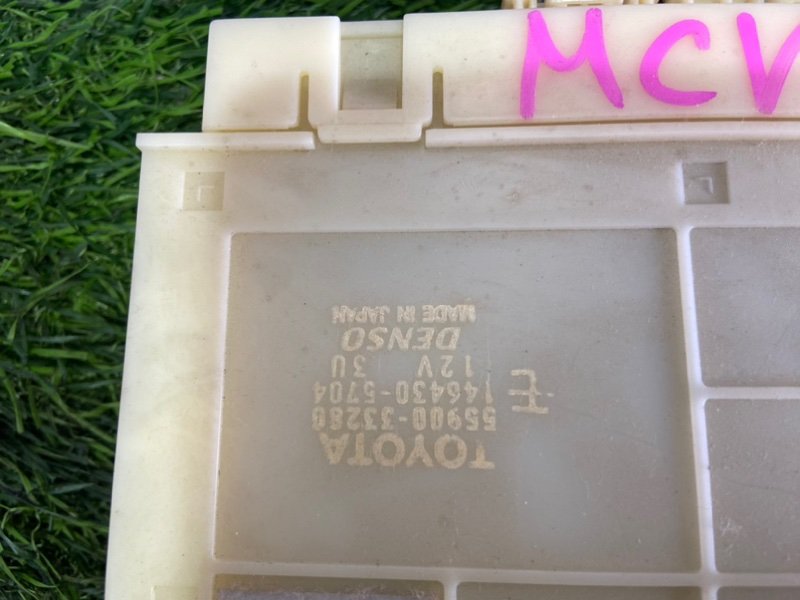 MCV
TOYOTA
55900-33280
146430-5704
12V 3U
DENSO
MADE IN JAPAN